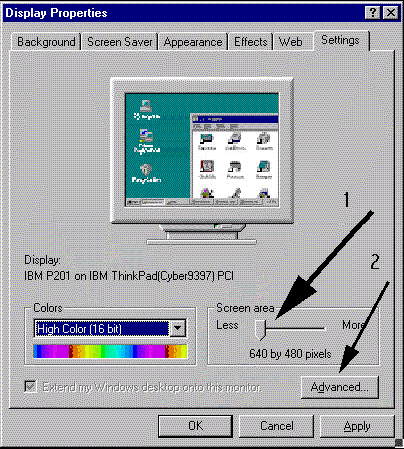 Display Properties
Background Screen Saver Appearance Effects Web Settings
1
2
Display:
IBM P201 on IBM ThinkPad(Cyber9397) PCI
Colors
High Color (16 bit)
Screen area
Less More
640 by 480 pixels
Extend my Windows desktop onto this monitor.
Advanced...
OK Cancel Apply